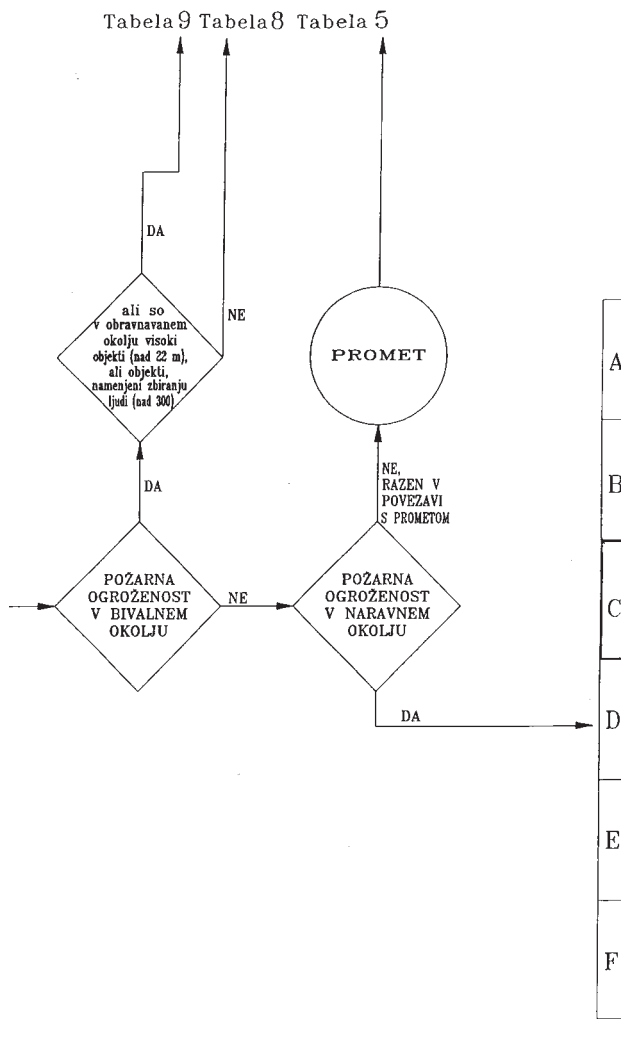 Tabela 9 Tabela 8 Tabela 5
DA
ali so
v obravnavanem
okolju visoki
objekti (nad 22 m),
ali objekti,
namenjeni zbiranju
ljudi (nad 300)
NE
PROMET
A
DA
NE,
RAZEN V
POVEZAVI
S PROMETOM
B
POŽARNA
OGROŽENOST
V BIVALNEM
OKOLJU
NE
POŽARNA
OGROŽENOST
V NARAVNEM
OKOLJU
C
DA
D
E
F